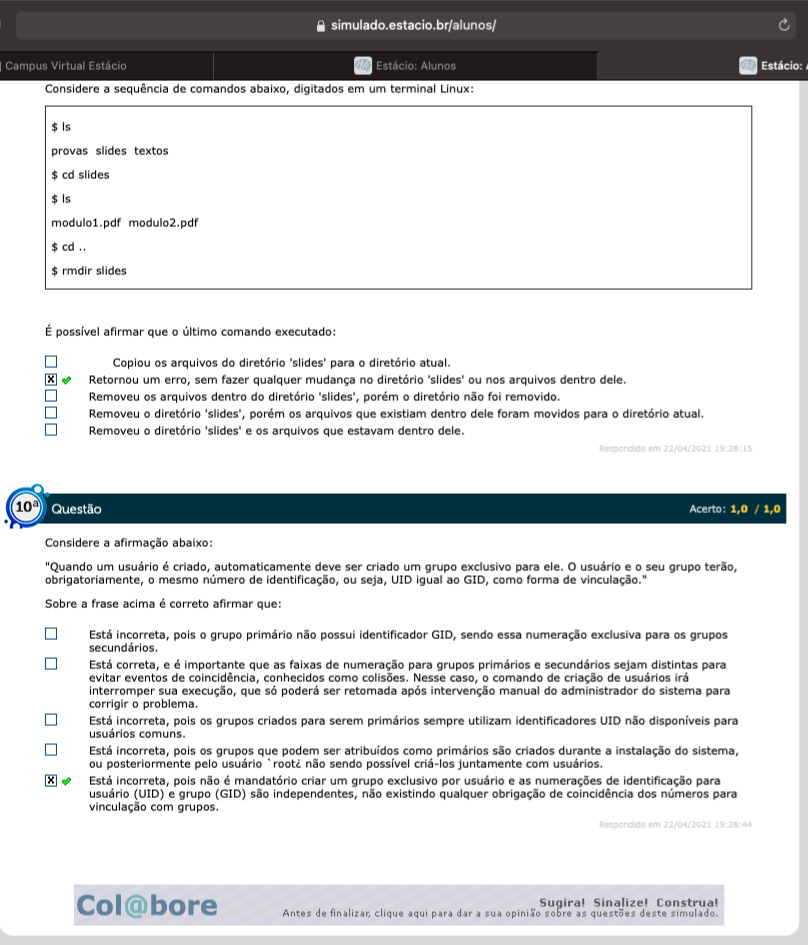 simulado.estacio.br/alunos/
Campus Virtual Estácio
Estácio: Alunos
Estácio:
Considere a sequência de comandos abaixo, digitados em um terminal Linux:
$ ls
provas slides textos
$ cd slides
$ ls
modulo1.pdf modulo2.pdf
$ cd ..
$ rmdir slides
É possível afirmar que o último comando executado:
Copiou os arquivos do diretório 'slides' para o diretório atual.
Retornou um erro, sem fazer qualquer mudança no diretório 'slides' ou nos arquivos dentro dele.
Removeu os arquivos dentro do diretório 'slides', porém o diretório não foi removido.
Removeu o diretório 'slides', porém os arquivos que existiam dentro dele foram movidos para o diretório atual.
Removeu o diretório 'slides' e os arquivos que estavam dentro dele.
Respondido em 22/04/2021 19:28:15
10ª Questão
Acerto: 1,0 / 1,0
Considere a afirmação abaixo:
"Quando um usuário é criado, automaticamente deve ser criado um grupo exclusivo para ele. O usuário e o seu grupo terão,
obrigatoriamente, o mesmo número de identificação, ou seja, UID igual ao GID, como forma de vinculação."
Sobre a frase acima é correto afirmar que:
Está incorreta, pois o grupo primário não possui identificador GID, sendo essa numeração exclusiva para os grupos
secundários.
Está correta, e é importante que as faixas de numeração para grupos primários e secundários sejam distintas para
evitar eventos de coincidência, conhecidos como colisões. Nesse caso, o comando de criação de usuários irá
interromper sua execução, que só poderá ser retomada após intervenção manual do administrador do sistema para
corrigir o problema.
Está incorreta, pois os grupos criados para serem primários sempre utilizam identificadores UID não disponíveis para
usuários comuns.
Está incorreta, pois os grupos que podem ser atribuídos como primários são criados durante a instalação do sistema,
ou posteriormente pelo usuário `root¿ não sendo possível criá-los juntamente com usuários.
Está incorreta, pois não é mandatório criar um grupo exclusivo por usuário e as numerações de identificação para
usuário (UID) e grupo (GID) são independentes, não existindo qualquer obrigação de coincidência dos números para
vinculação com grupos.
Respondido em 22/04/2021 19:28:44
Col@bore
Sugira! Sinalize! Construa!
Antes de finalizar, clique aqui para dar a sua opinião sobre as questões deste simulado.